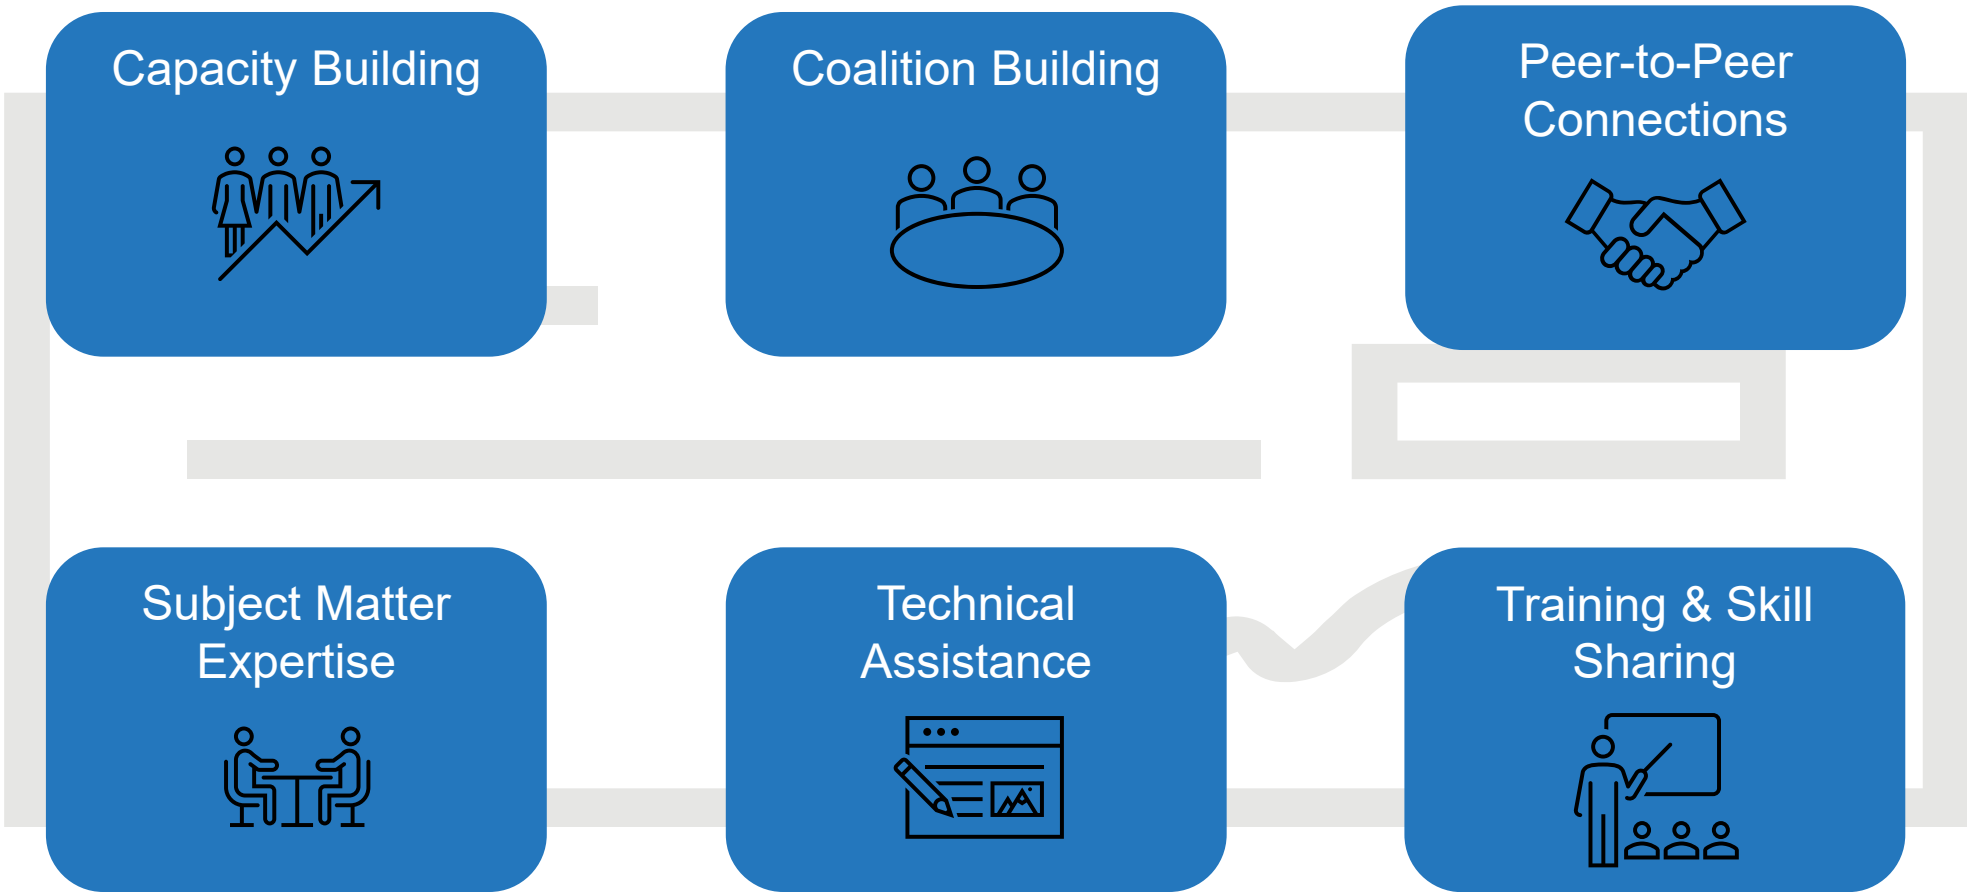 Capacity Building
Coalition Building
Peer-to-Peer
Connections
Subject Matter
Expertise
Technical
Assistance
Training & Skill
Sharing